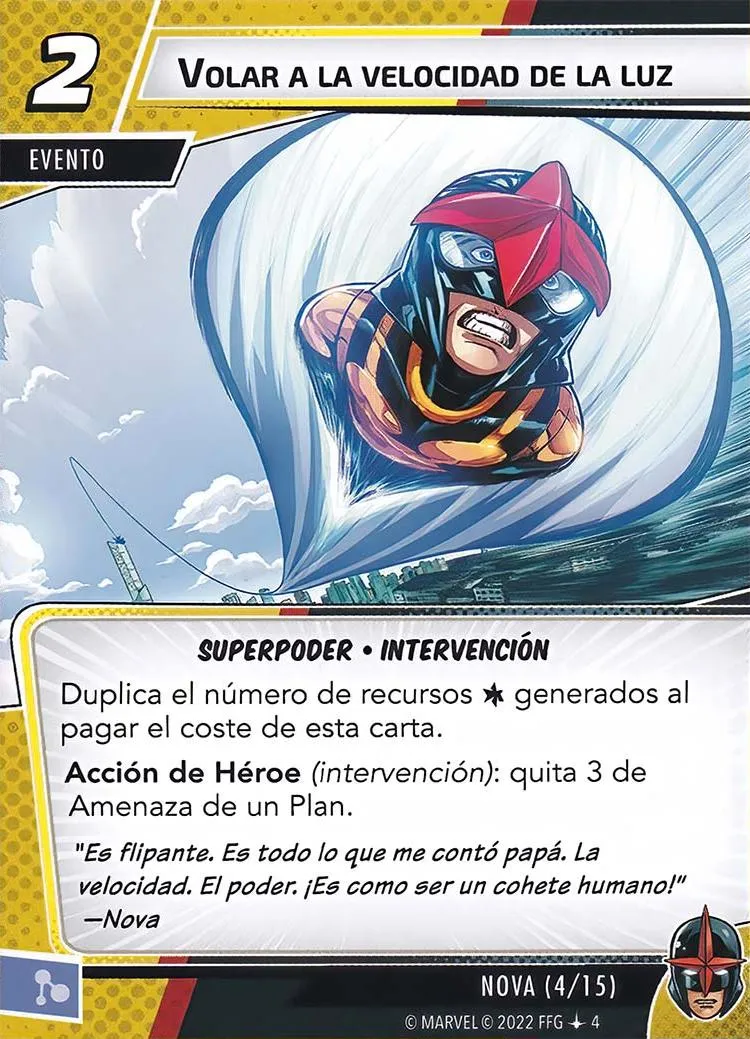 2
VOLAR A LA VELOCIDAD DE LA LUZ
EVENTO
SUPERPODER • INTERVENCIÓN
Duplica el número de recursos generados al
pagar el coste de esta carta.
Acción de Héroe (intervención): quita 3 de
Amenaza de un Plan.
"Es flipante. Es todo lo que me contó papá. La
velocidad. El poder. ¡Es como ser un cohete humano!"
—Nova
NOVA (4/15)
© MARVEL © 2022 FFG 4